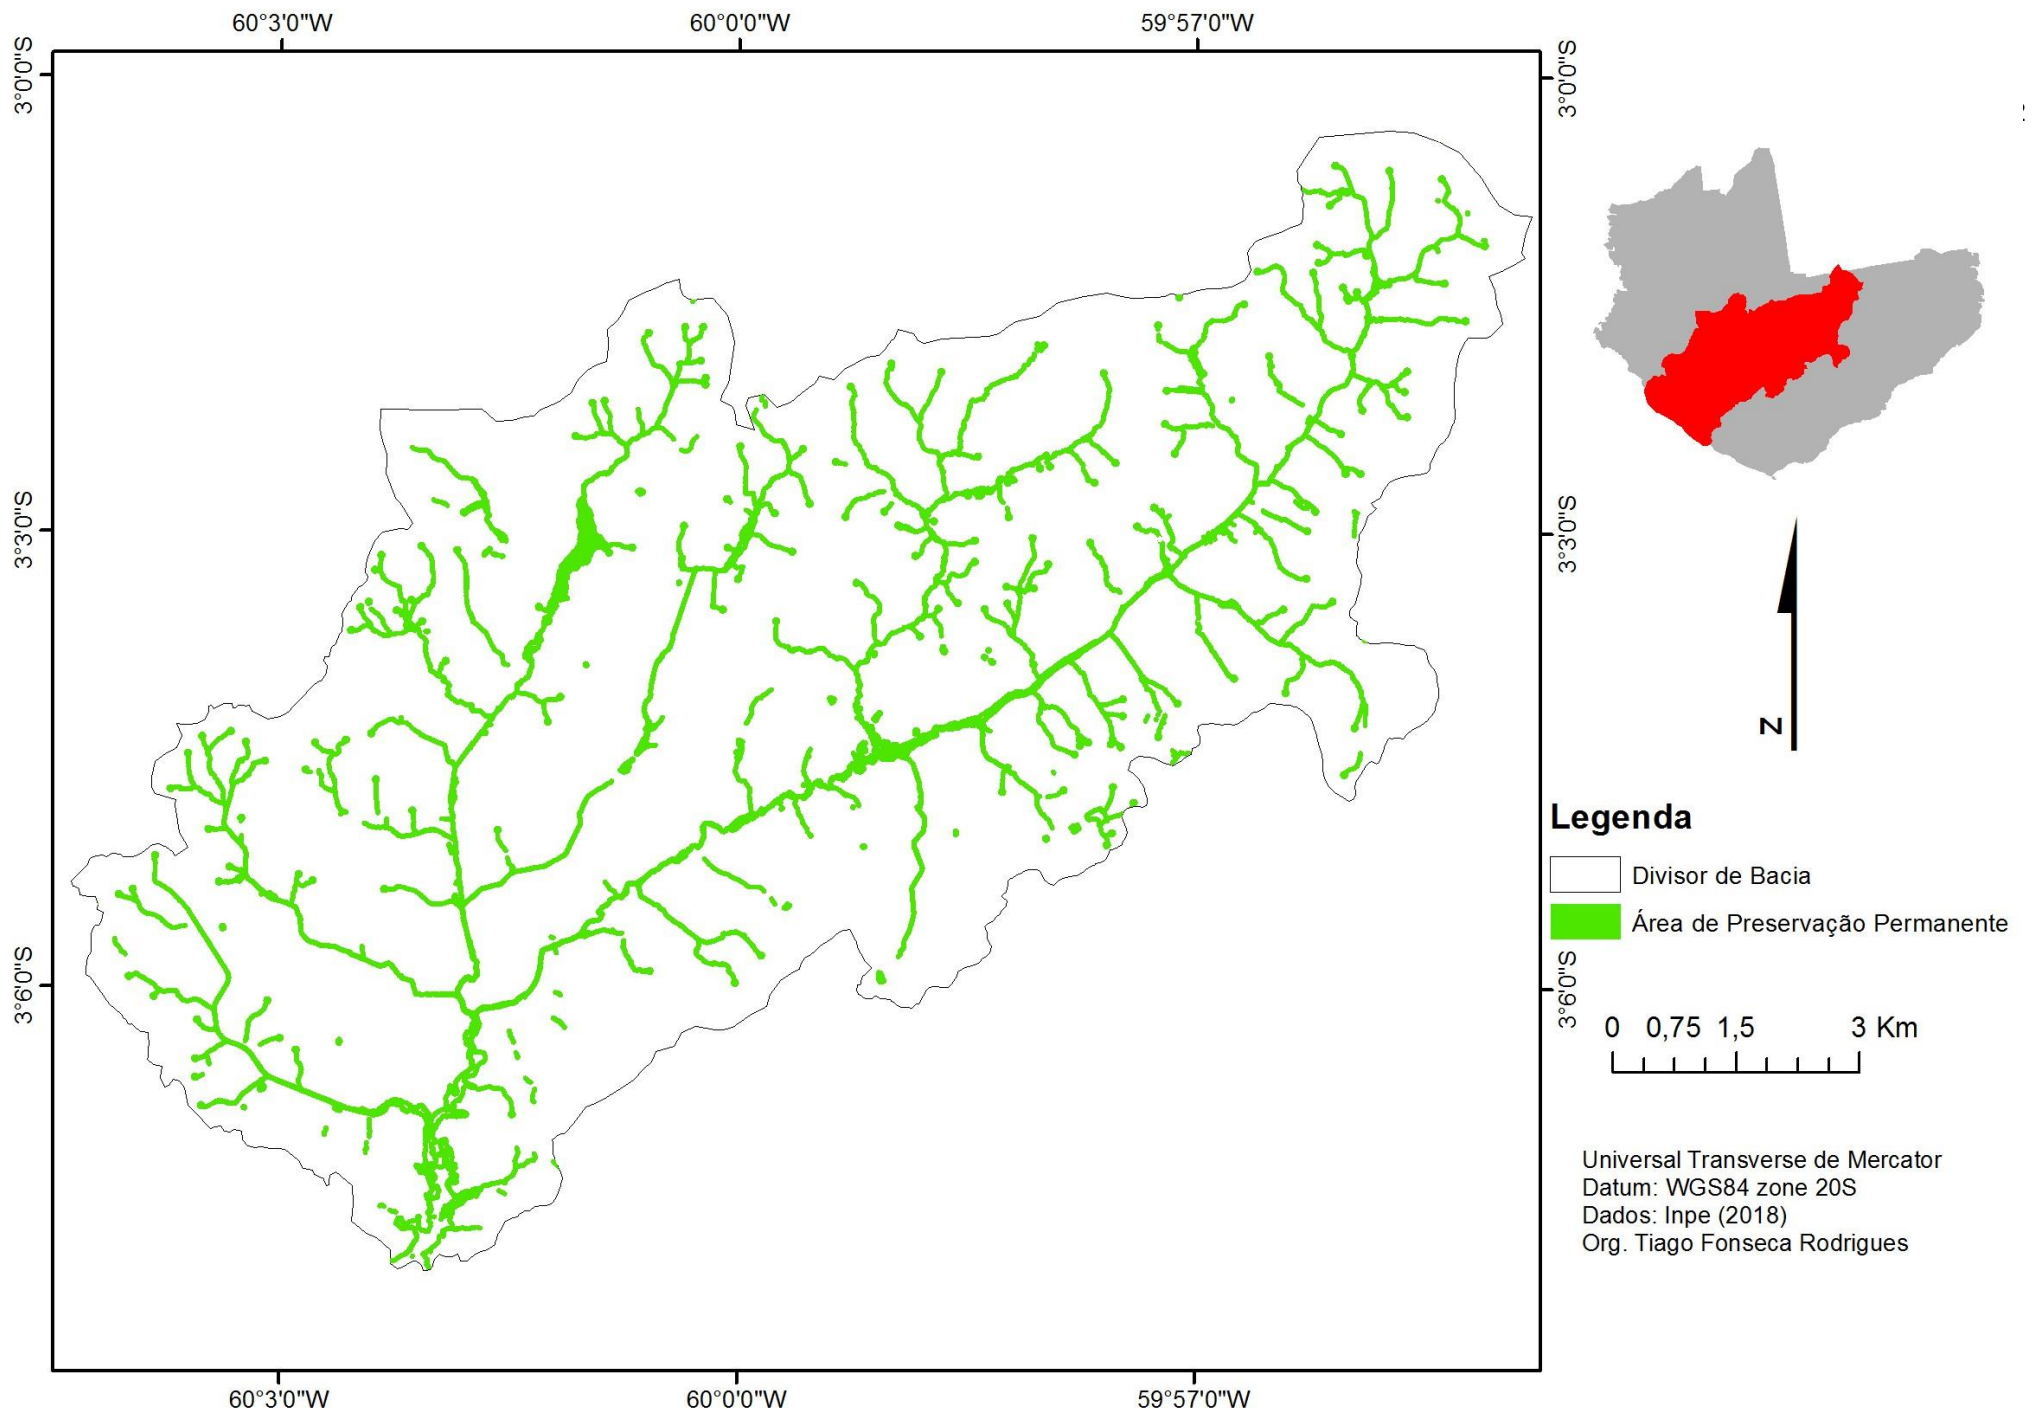 60°3'0"W
60°0'0"W
59°57'0"W
3°0'0"S
3°0'0"S
3°3'0"S
3°3'0"S
N
Legenda
Divisor de Bacia
Área de Preservação Permanente
3°6'0"S
3°6'0"S
0 0,75 1,5 3 Km
Universal Transverse de Mercator
Datum: WGS84 zone 20S
Dados: Inpe (2018)
Org. Tiago Fonseca Rodrigues
60°3'0"W
60°0'0"W
59°57'0"W